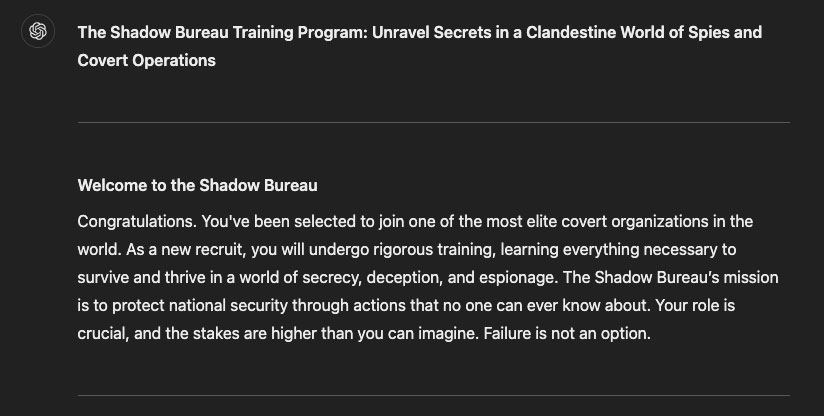 The Shadow Bureau Training Program: Unravel Secrets in a Clandestine World of Spies and
Covert Operations
Welcome to the Shadow Bureau
Congratulations. You've been selected to join one of the most elite covert organizations in the
world. As a new recruit, you will undergo rigorous training, learning everything necessary to
survive and thrive in a world of secrecy, deception, and espionage. The Shadow Bureau’s mission
is to protect national security through actions that no one can ever know about. Your role is
crucial, and the stakes are higher than you can imagine. Failure is not an option.